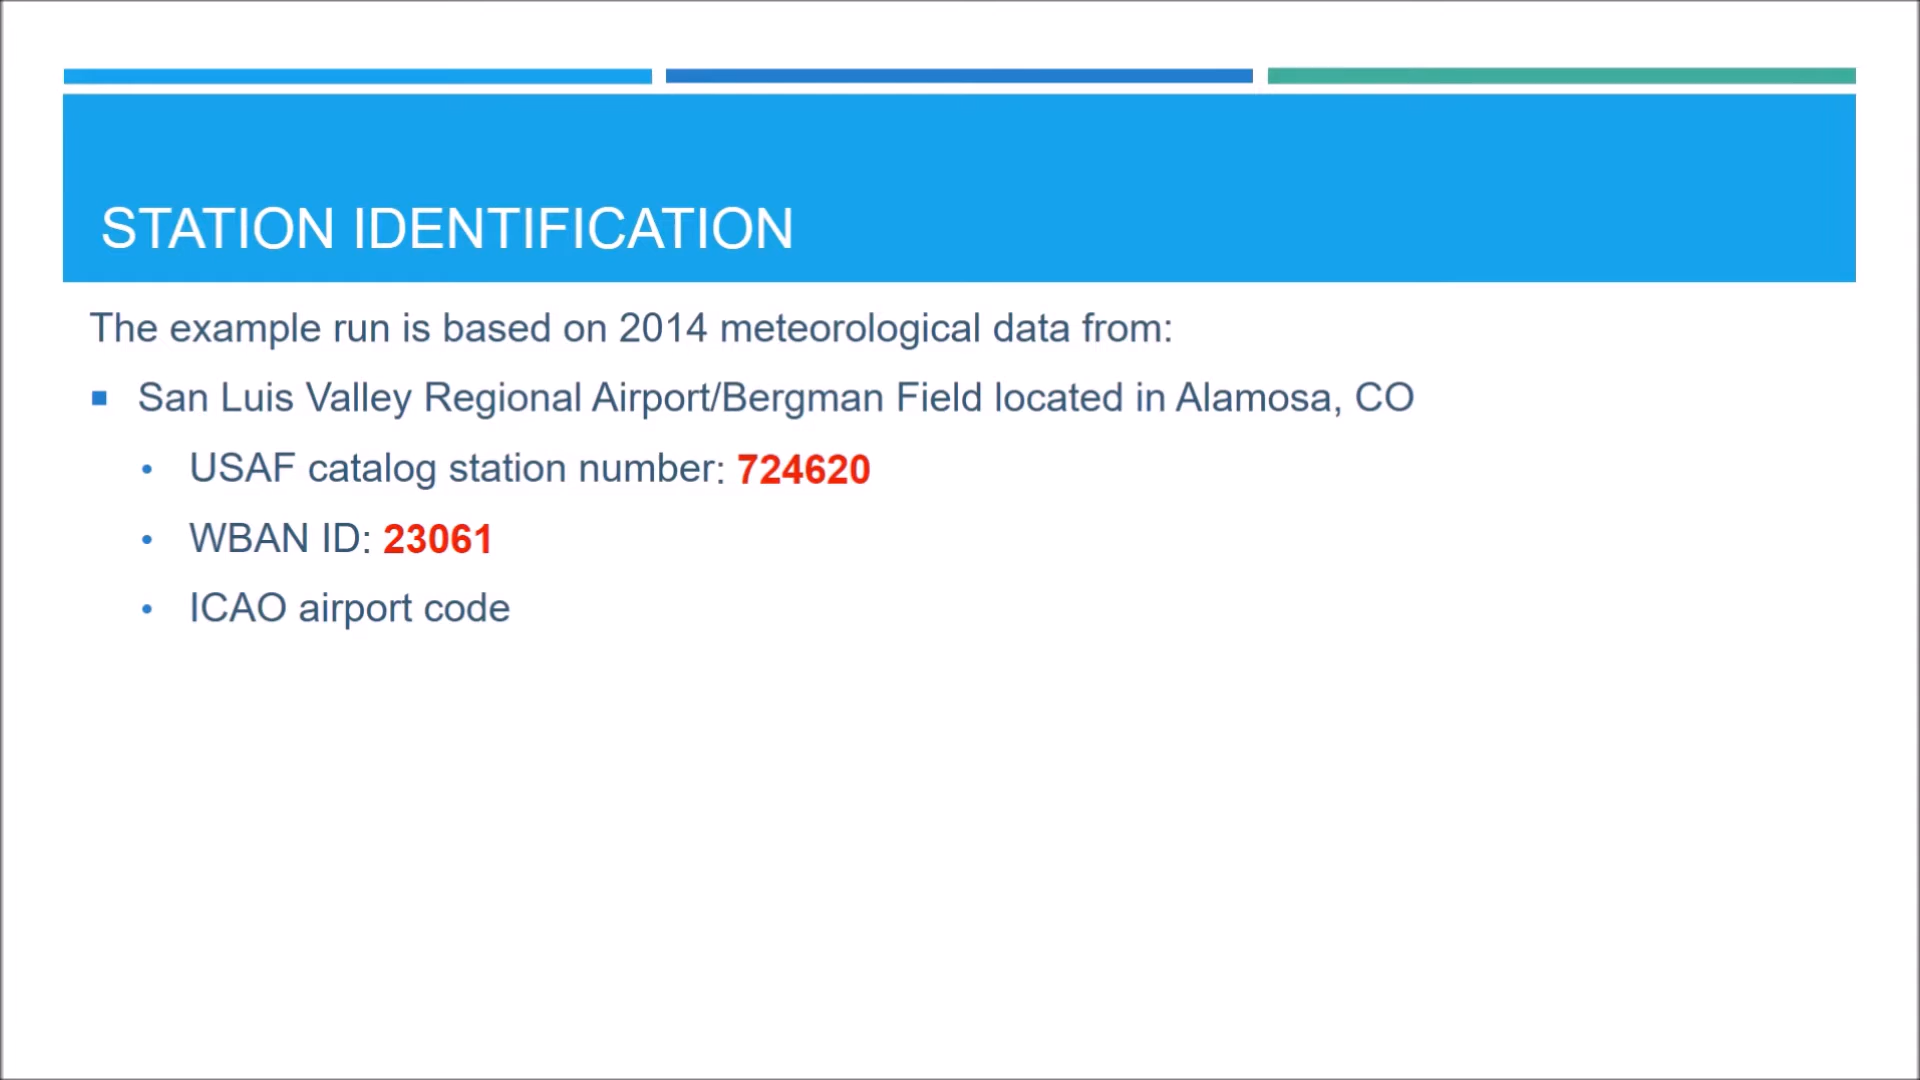 STATION IDENTIFICATION
The example run is based on 2014 meteorological data from:
San Luis Valley Regional Airport/Bergman Field located in Alamosa, CO
USAF catalog station number: 724620
WBAN ID: 23061
ICAO airport code